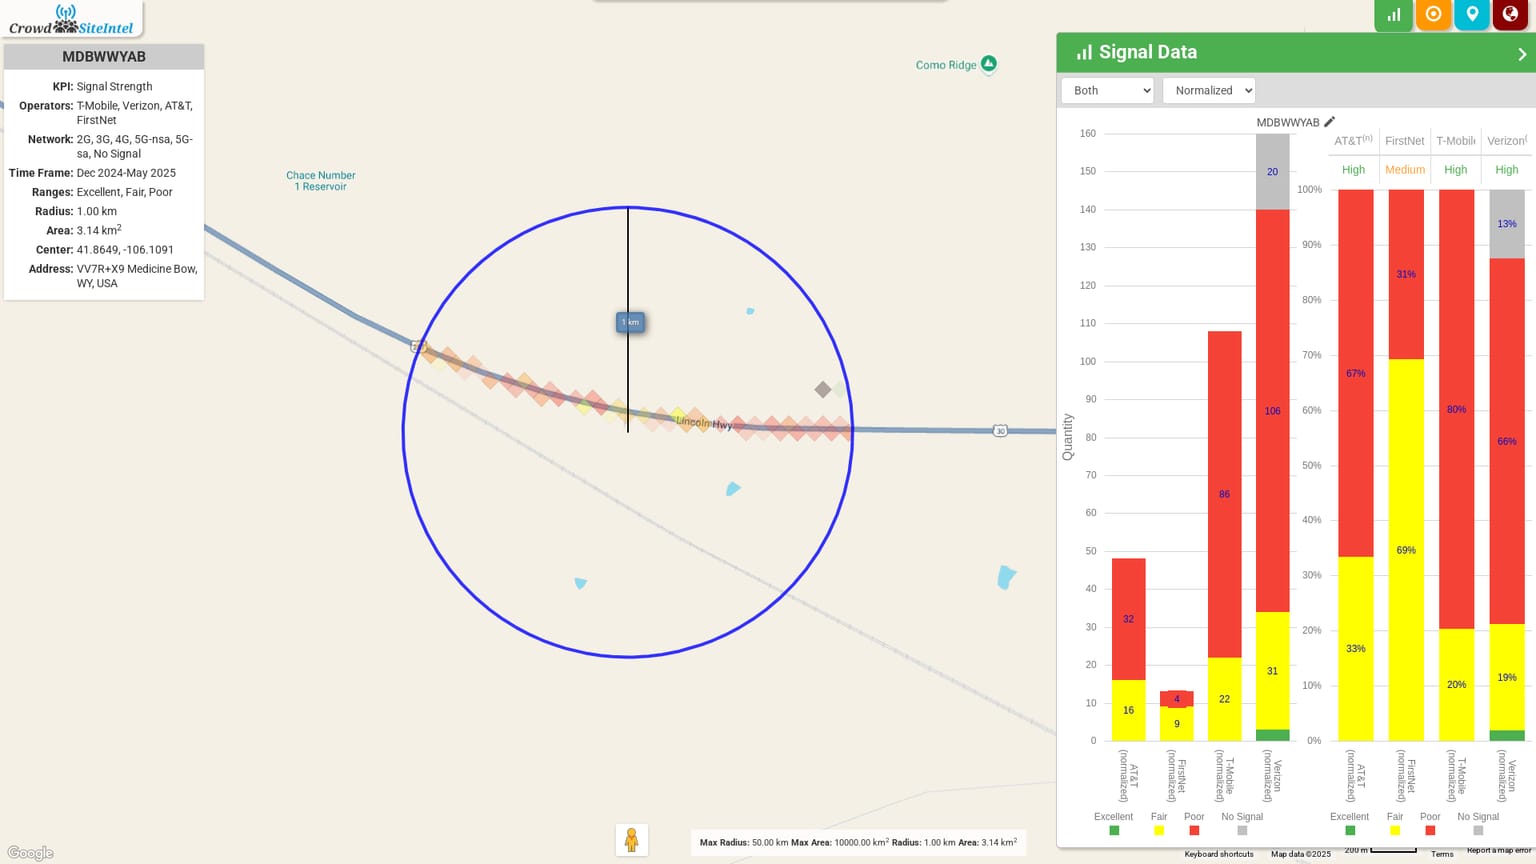 Crowd SiteIntel
MDBWWYAB
KPI: Signal Strength
Operators: T-Mobile, Verizon, AT&T,
FirstNet
Network: 2G, 3G, 4G, 5G-nsa, 5G-
sa, No Signal
Time Frame: Dec 2024-May 2025
Ranges: Excellent, Fair, Poor
Radius: 1.00 km
Area: 3.14 km²
Center: 41.8649, -106.1091
Address: VV7R+X9 Medicine Bow,
WY, USA
Como Ridge
Chace Number
1 Reservoir
1 km
Lincoln Hwy
30
Google
Max Radius: 50.00 km Max Area: 10000.00 km² Radius: 1.00 km Area: 3.14 km²
Signal Data
Both
Normalized
MDBWWYAB
160
150
140
130
120
110
100
90
80
70
60
50
40
30
20
10
0
Quantity
32
16
4
9
86
22
20
106
31
AT&T (normalized)
FirstNet (normalized)
T-Mobile (normalized)
Verizon (normalized)
Excellent Fair Poor No Signal
AT&T(n) FirstNet T-Mobile Verizon(
High Medium High High
100%
90%
80%
70%
60%
50%
40%
30%
20%
10%
0%
67%
33%
31%
69%
80%
20%
13%
66%
19%
AT&T (normalized)
FirstNet (normalized)
T-Mobile (normalized)
Verizon (normalized)
Excellent Fair Poor No Signal
Keyboard shortcuts Map data ©2025 200 m Terms Report a map error